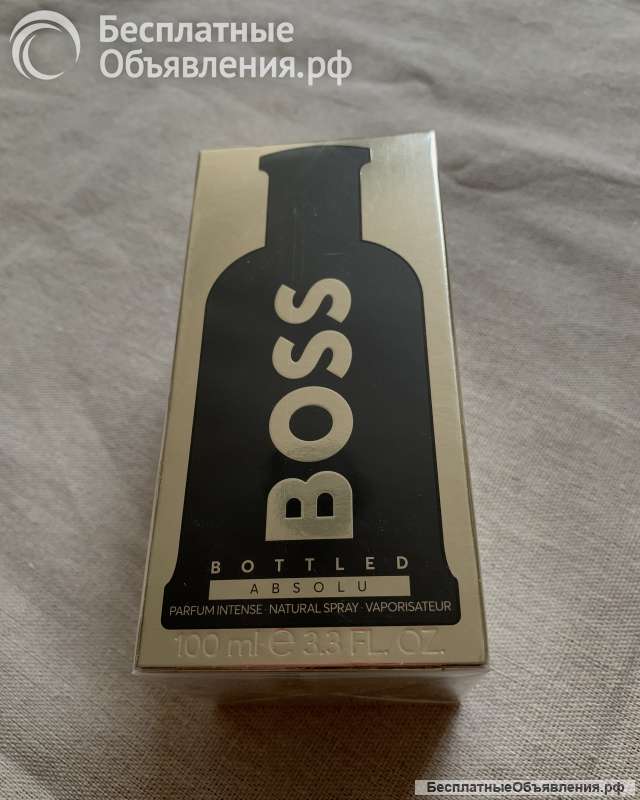 Бесплатные
Объявления.рф
BOSS
BOTTLED
ABSOLU
PARFUM INTENSE · NATURAL SPRAY · VAPORISATEUR
100 ml ℮ 3.3 FL. OZ.
БесплатныеОбъявления.рф